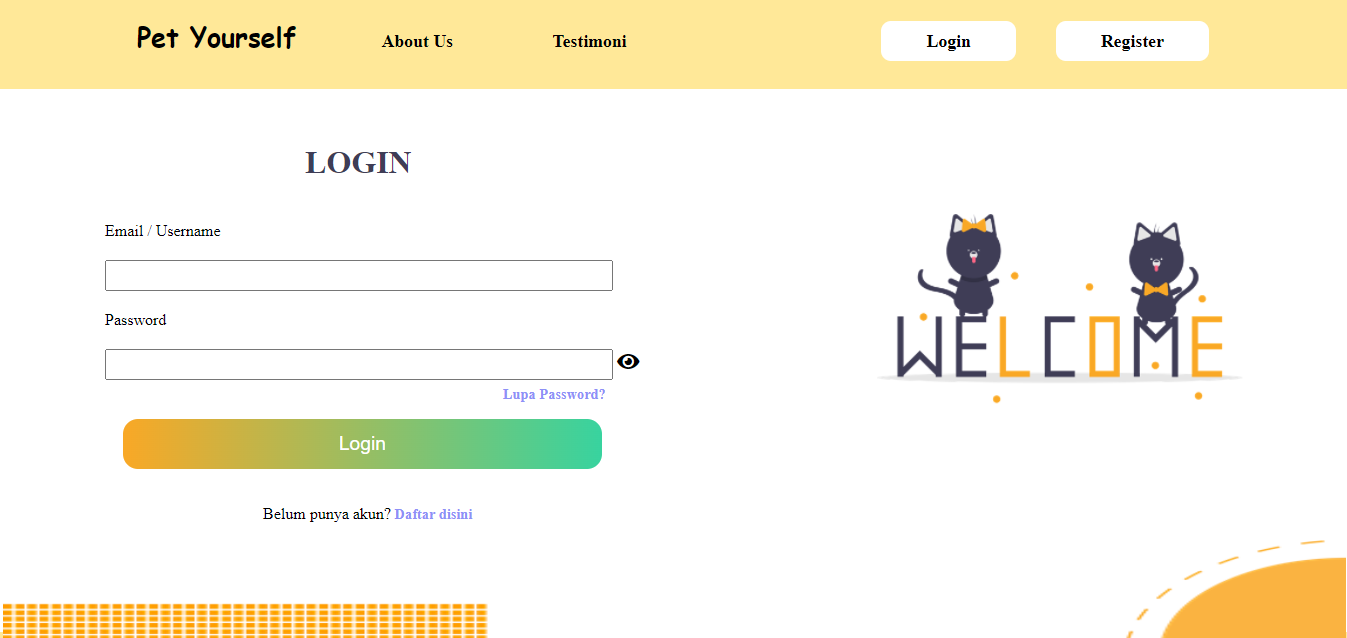 Pet Yourself
About Us
Testimoni
Login
Register
LOGIN
Email / Username
Password
Lupa Password?
Login
Belum punya akun? Daftar disini
WELCOME